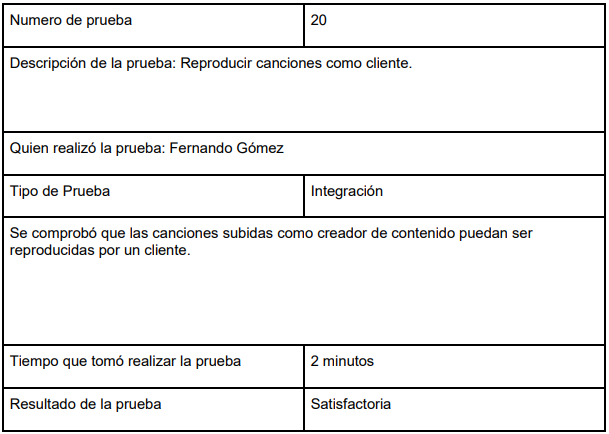 Numero de prueba 20
Descripción de la prueba: Reproducir canciones como cliente.
Quien realizó la prueba: Fernando Gómez
Tipo de Prueba Integración
Se comprobó que las canciones subidas como creador de contenido puedan ser
reproducidas por un cliente.
Tiempo que tomó realizar la prueba 2 minutos
Resultado de la prueba Satisfactoria